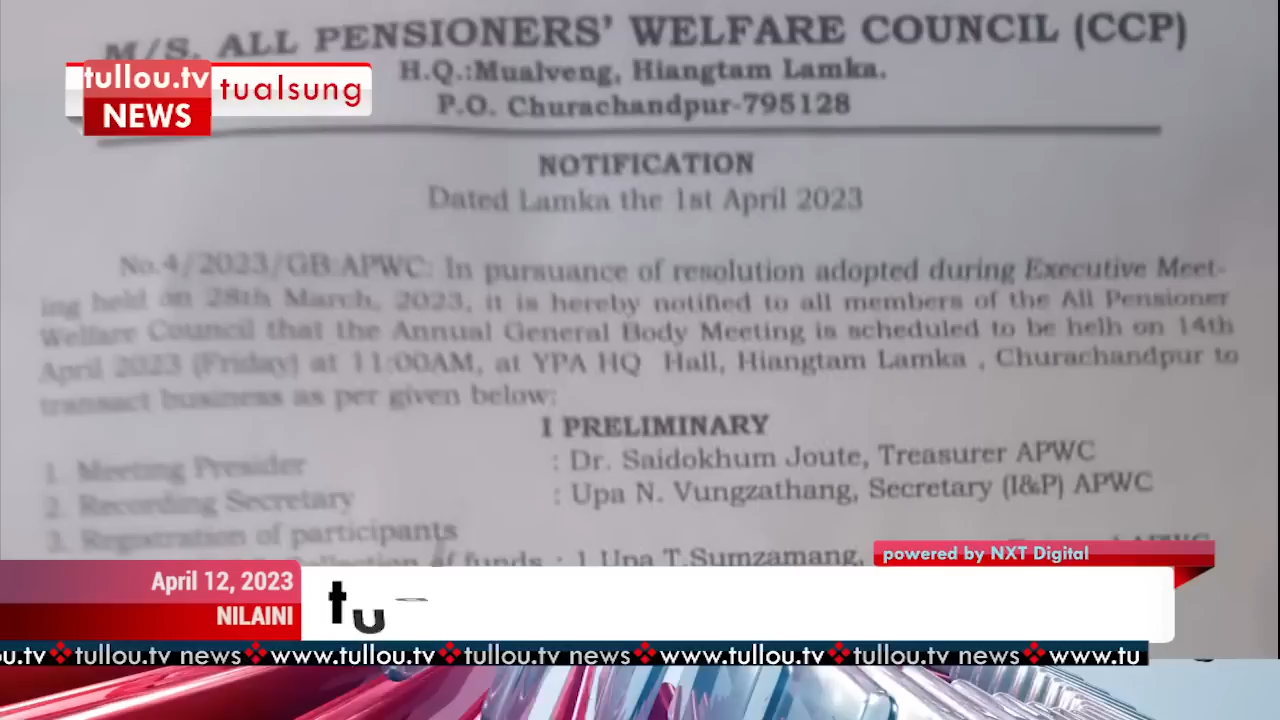 M/S. ALL PENSIONERS' WELFARE COUNCIL (CCP)
H.Q.:Mualveng, Hiangtam Lamka.
P.O. Churachandpur-795128
tullou.tv
NEWS
tualsung
NOTIFICATION
Dated Lamka the 1st April 2023
No.4/2023/GB/APWC: In pursuance of resolution adopted during Executive Meet-
ing held on 28th March, 2023, it is hereby notified to all members of the All Pensioner
Welfare Council that the Annual General Body Meeting is scheduled to be helh on 14th
April 2023 (Friday) at 11:00AM, at YPA HQ Hall, Hiangtam Lamka , Churachandpur to
transact business as per given below:
I PRELIMINARY
1. Meeting Presider : Dr. Saidokhum Joute, Treasurer APWC
2. Recording Secretary : Upa N. Vungzathang, Secretary (I&P) APWC
3. Registration of participants
Collection of funds : 1 Upa T.Sumzamang,
powered by NXT Digital
April 12, 2023
NILAINI
tu
u.tv❖tullou.tv news❖www.tullou.tv❖tullou.tv news❖www.tullou.tv❖tullou.tv news❖www.tu